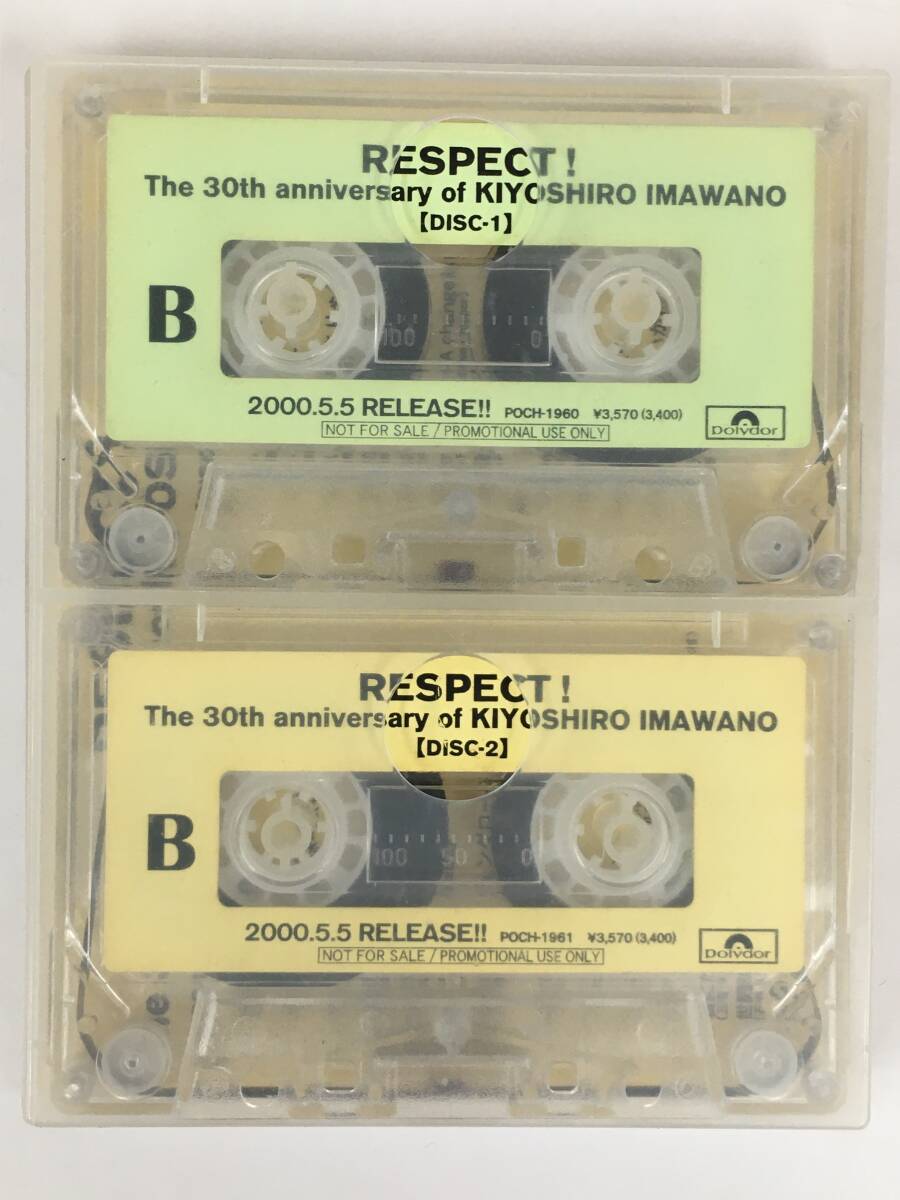 RESPECT!
The 30th anniversary of KIYOSHIRO IMAWANO
【DISC-1】
B
100 0
2000.5.5 RELEASE!! POCH-1960 ¥3,570 (3,400)
NOT FOR SALE / PROMOTIONAL USE ONLY
Polydor
RESPECT!
The 30th anniversary of KIYOSHIRO IMAWANO
【DISC-2】
B
100 50 0
2000.5.5 RELEASE!! POCH-1961 ¥3,570 (3,400)
NOT FOR SALE / PROMOTIONAL USE ONLY
Polydor